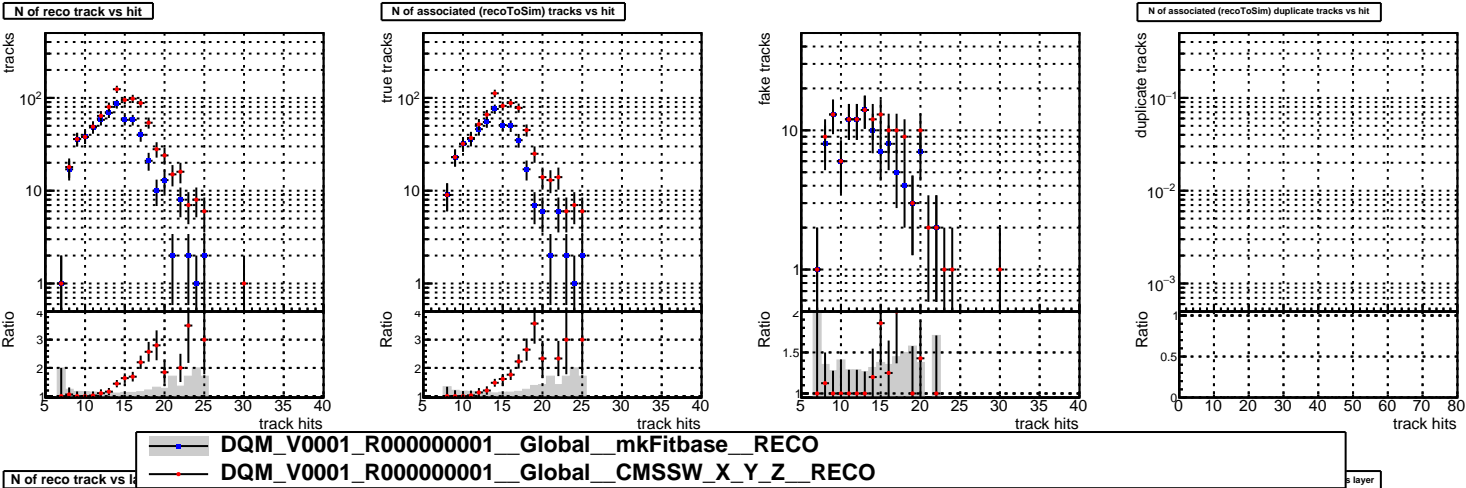 N of reco track vs hit
N of associated (recoToSim) tracks vs hit
N of associated (recoToSim) duplicate tracks vs hit
tracks
10²
10
1
Ratio
4
3
2
1
5 10 15 20 25 30 35 40
track hits
true tracks
10²
10
1
Ratio
4
3
2
1
5 10 15 20 25 30 35 40
track hits
fake tracks
10
1
Ratio
2
1.5
1
5 10 15 20 25 30 35 40
track hits
duplicate tracks
10⁻¹
10⁻²
10⁻³
Ratio
1
0.5
0
0 10 20 30 40 50 60 70 80
track hits
DQM_V0001_R000000001__Global__mkFitbase__RECO
DQM_V0001_R000000001__Global__CMSSW_X_Y_Z__RECO
N of reco track vs la
s layer